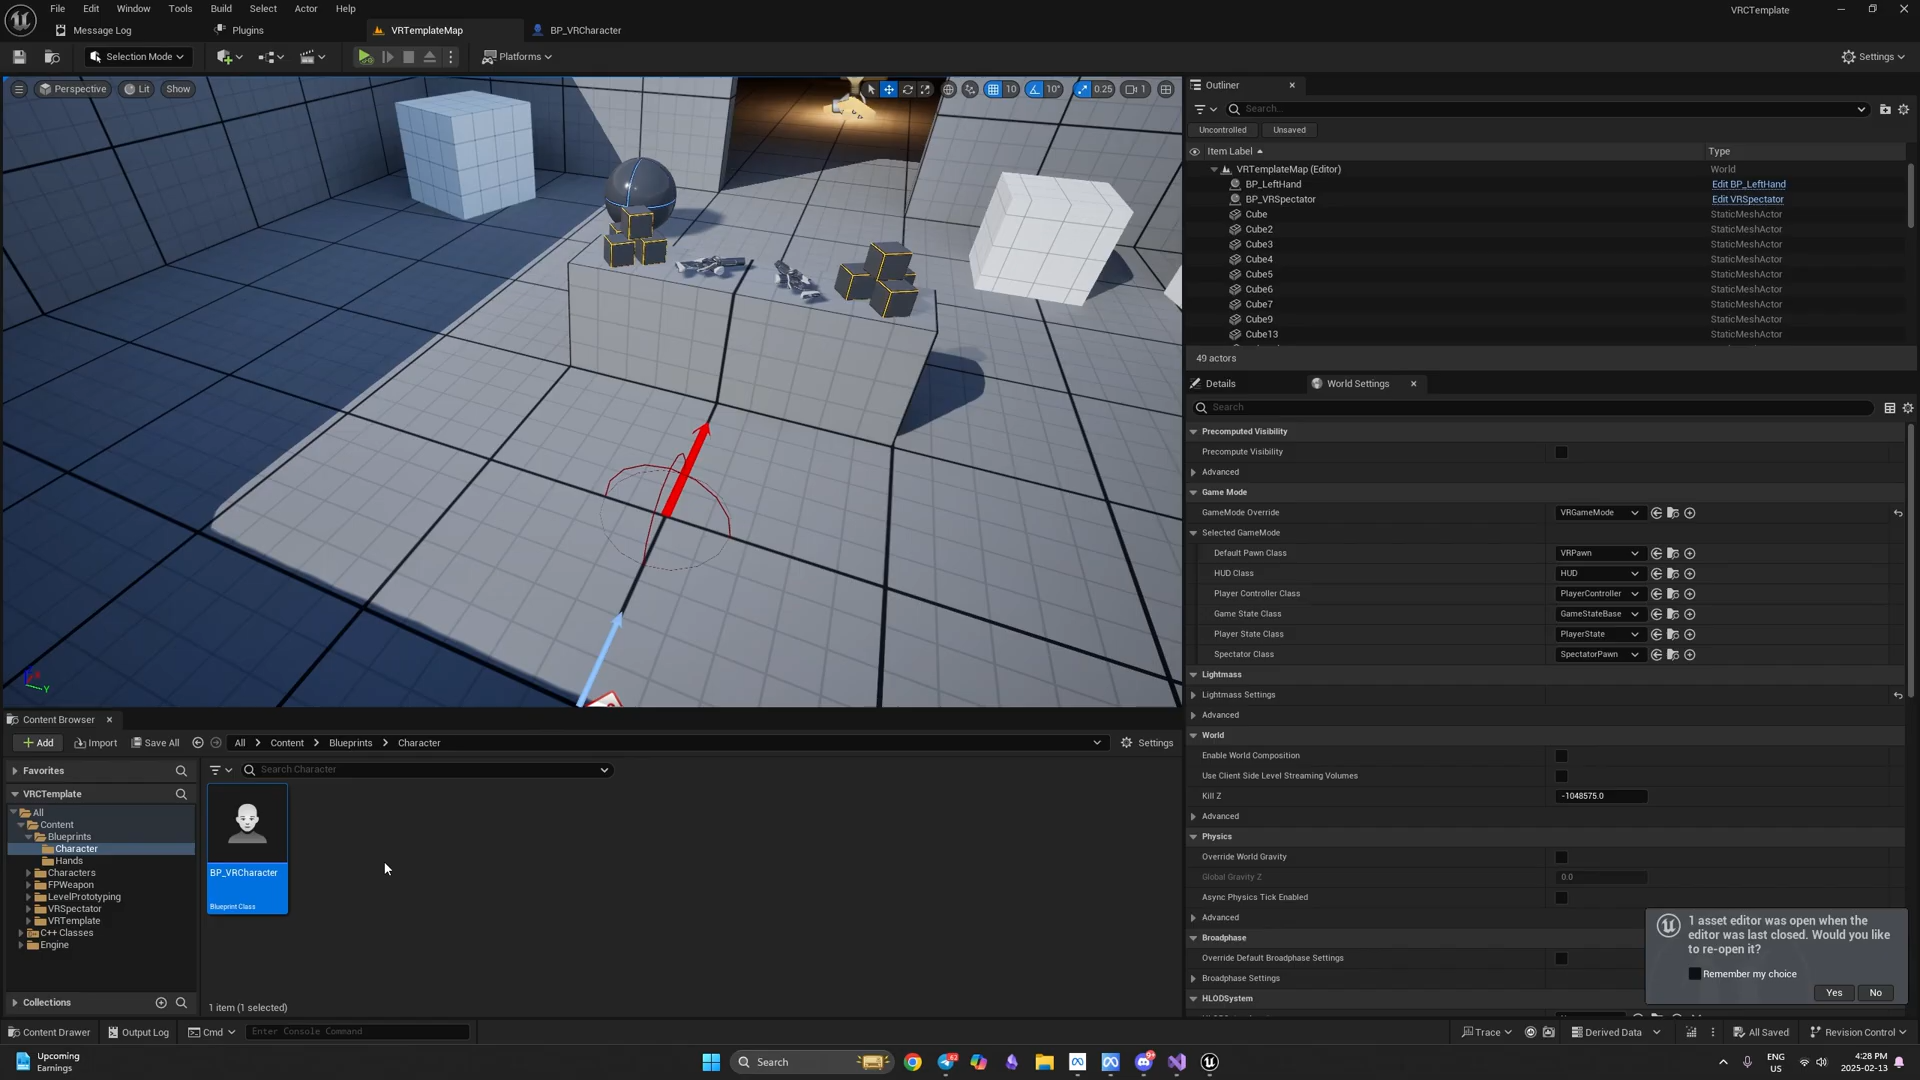 File Edit Window Tools Build Select Actor Help
VRCTemplate
Message Log
Plugins
VRTemplateMap
BP_VRCharacter
Selection Mode
Platforms
Settings
Perspective
Lit
Show
10
10°
0.25
1
Outliner
Search...
Uncontrolled
Unsaved
Item Label
Type
VRTemplateMap (Editor) World
BP_LeftHand Edit BP_LeftHand
BP_VRSpectator Edit VRSpectator
Cube StaticMeshActor
Cube2 StaticMeshActor
Cube3 StaticMeshActor
Cube4 StaticMeshActor
Cube5 StaticMeshActor
Cube6 StaticMeshActor
Cube7 StaticMeshActor
Cube9 StaticMeshActor
Cube13 StaticMeshActor
49 actors
Details
World Settings
Search
Precomputed Visibility
Precompute Visibility
Advanced
Game Mode
GameMode Override VRGameMode
Selected GameMode
Default Pawn Class VRPawn
HUD Class HUD
Player Controller Class PlayerController
Game State Class GameStateBase
Player State Class PlayerState
Spectator Class SpectatorPawn
Lightmass
Lightmass Settings
Advanced
World
Enable World Composition
Use Client Side Level Streaming Volumes
Kill Z -1048575.0
Advanced
Physics
Override World Gravity
Global Gravity Z 0.0
Async Physics Tick Enabled
Advanced
Broadphase
Override Default Broadphase Settings
Broadphase Settings
HLODSystem
1 asset editor was open when the
editor was last closed. Would you like
to re-open it?
Remember my choice
Yes No
Content Browser
Add Import Save All All Content Blueprints Character Settings
Favorites
Search Character
VRCTemplate
All
Content
Blueprints
Character
Hands
Characters
FPWeapon
LevelPrototyping
VRSpectator
VRTemplate
C++ Classes
Engine
Collections
BP_VRCharacter
Blueprint Class
1 item (1 selected)
Content Drawer Output Log Cmd Enter Console Command
Trace Derived Data All Saved Revision Control
Upcoming
Earnings
Search
ENG
US
4:28 PM
2025-02-13